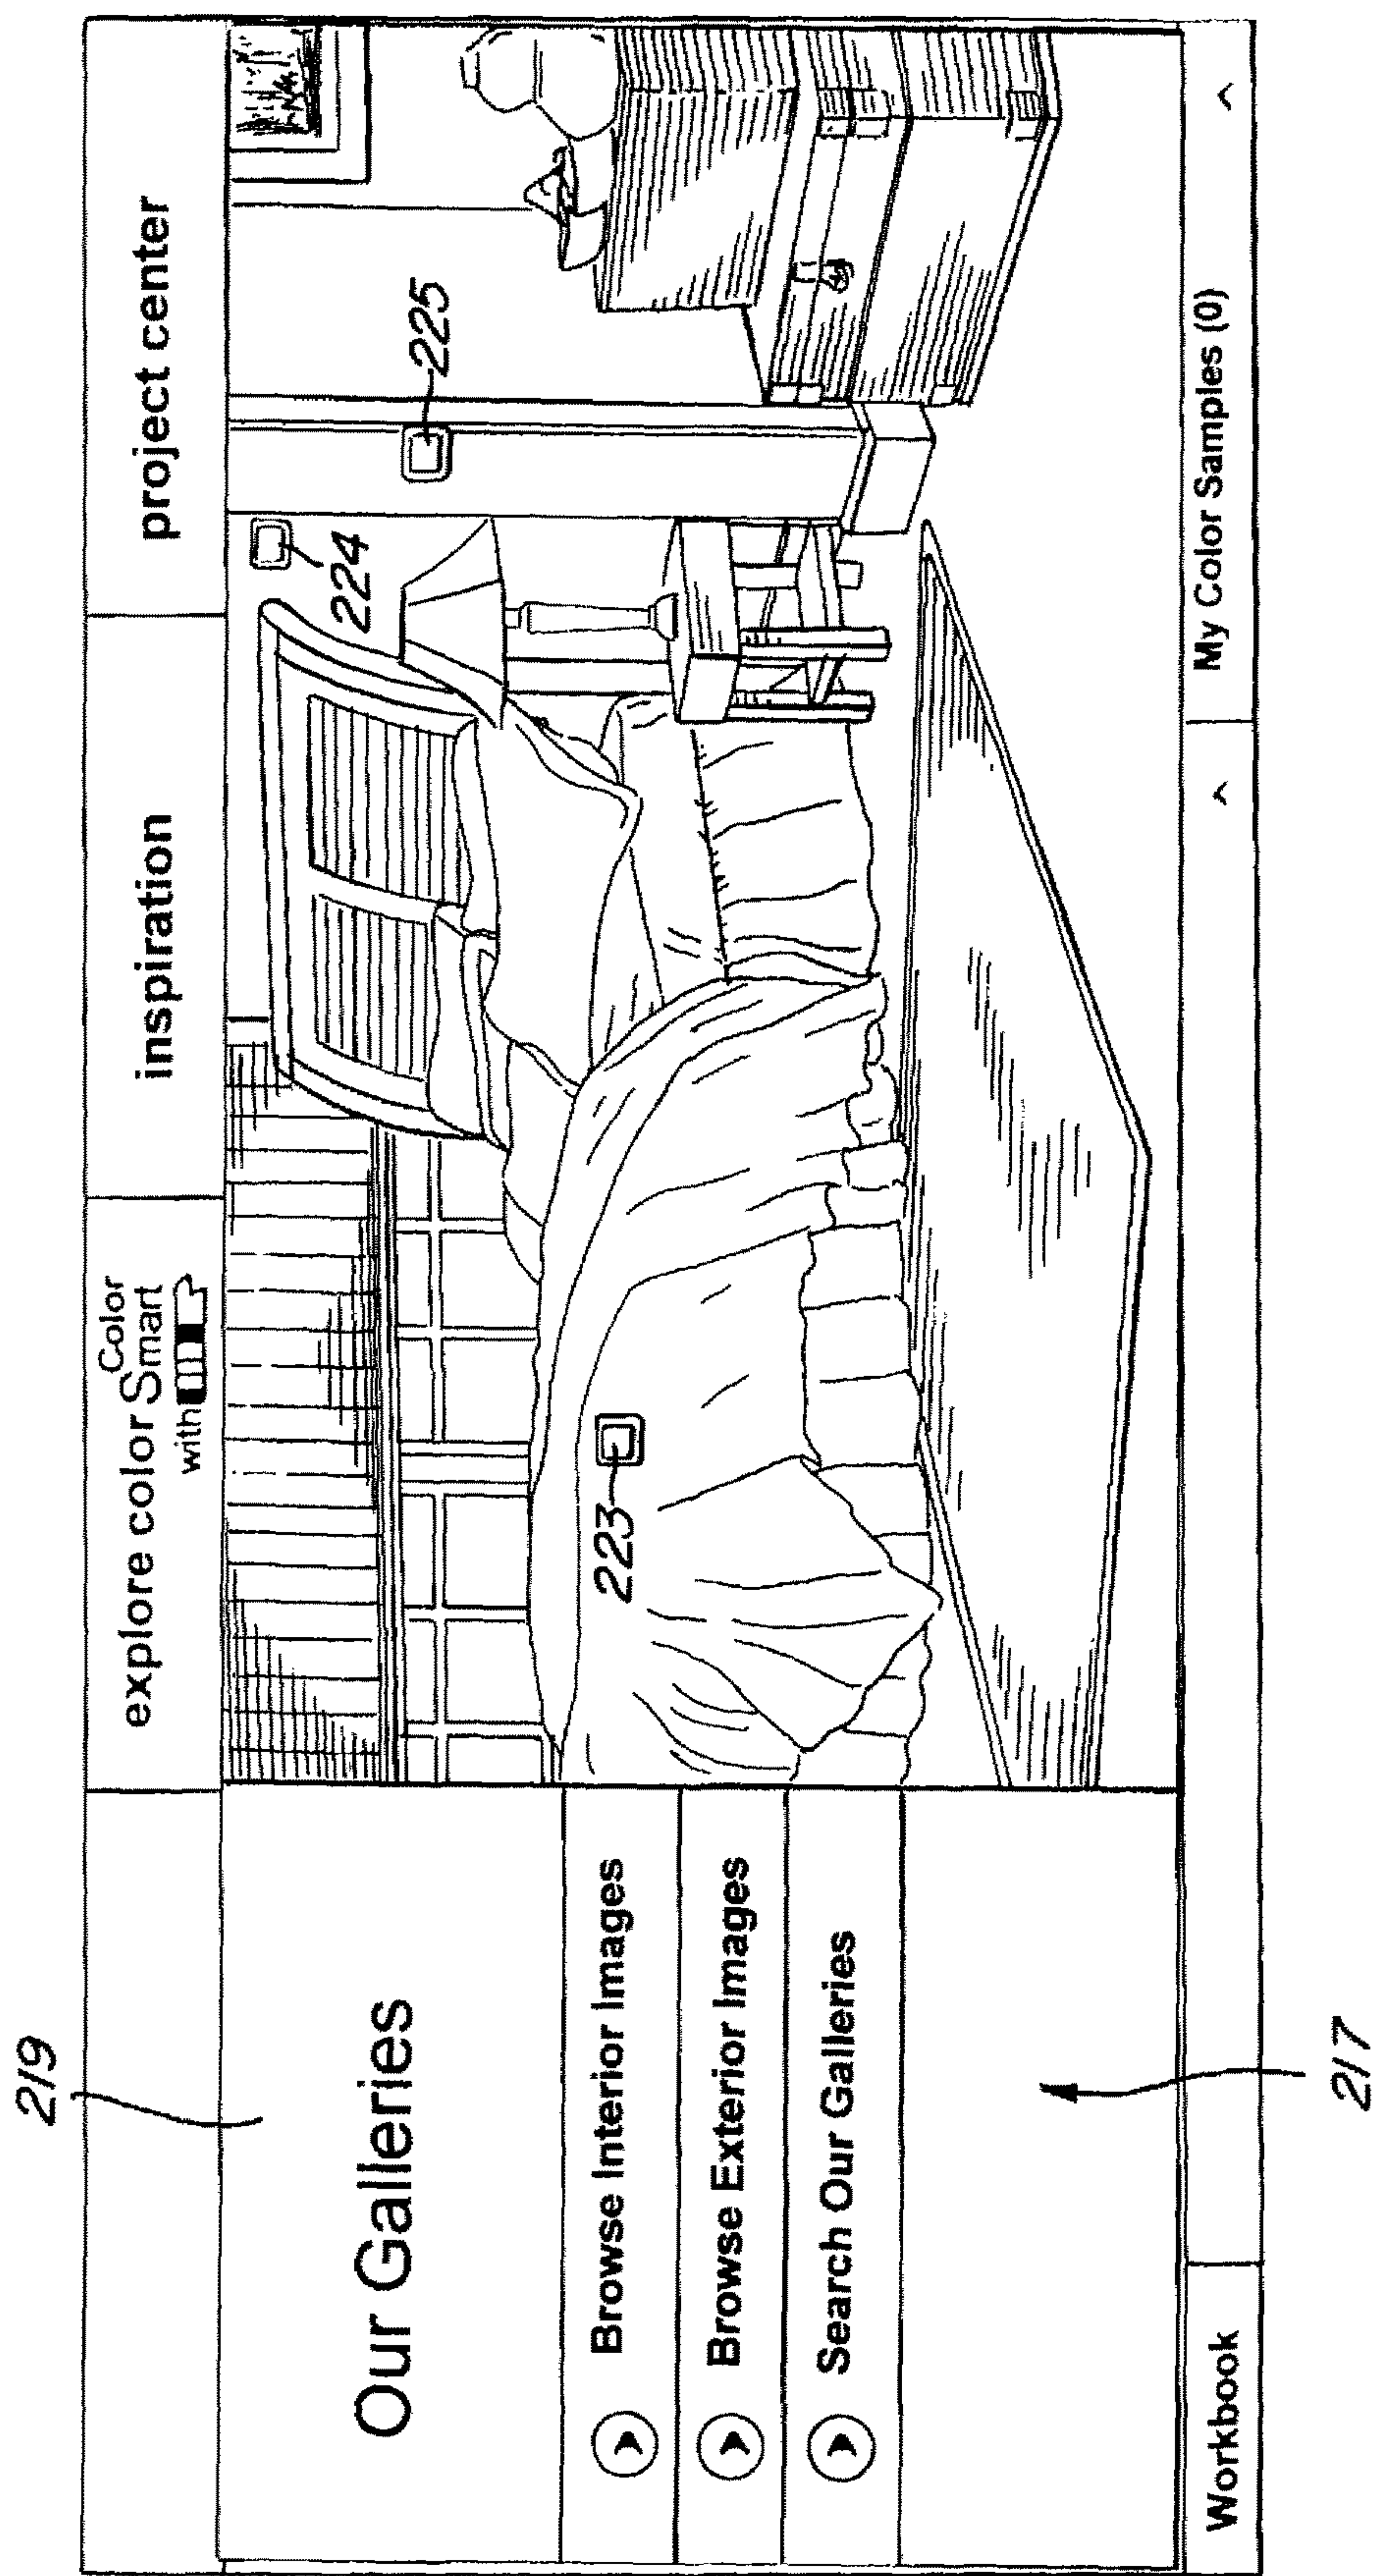 219
explore color
Color
Smart
with
inspiration
project center
Our Galleries
Browse Interior Images
Browse Exterior Images
Search Our Galleries
223
224
225
Workbook
^
My Color Samples (0)
^
217